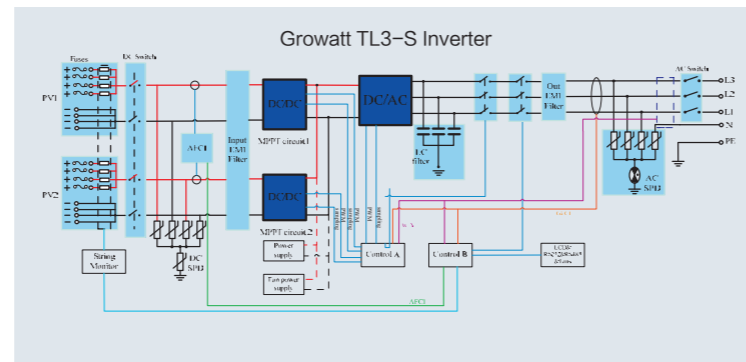 Growatt TL3-S Inverter
Fuses
DC Switch
AC Switch
PV1
PV2
AFCI
Input
EMI
Filter
DC/DC
MPPT circuit1
DC/DC
MPPT circuit2
DC/AC
LC
filter
Out
EMI
Filter
L3
L2
L1
N
PE
AC
SPD
String
Monitor
DC
SPD
Power
supply
Fan power
supply
Control A
Control B
AFCI